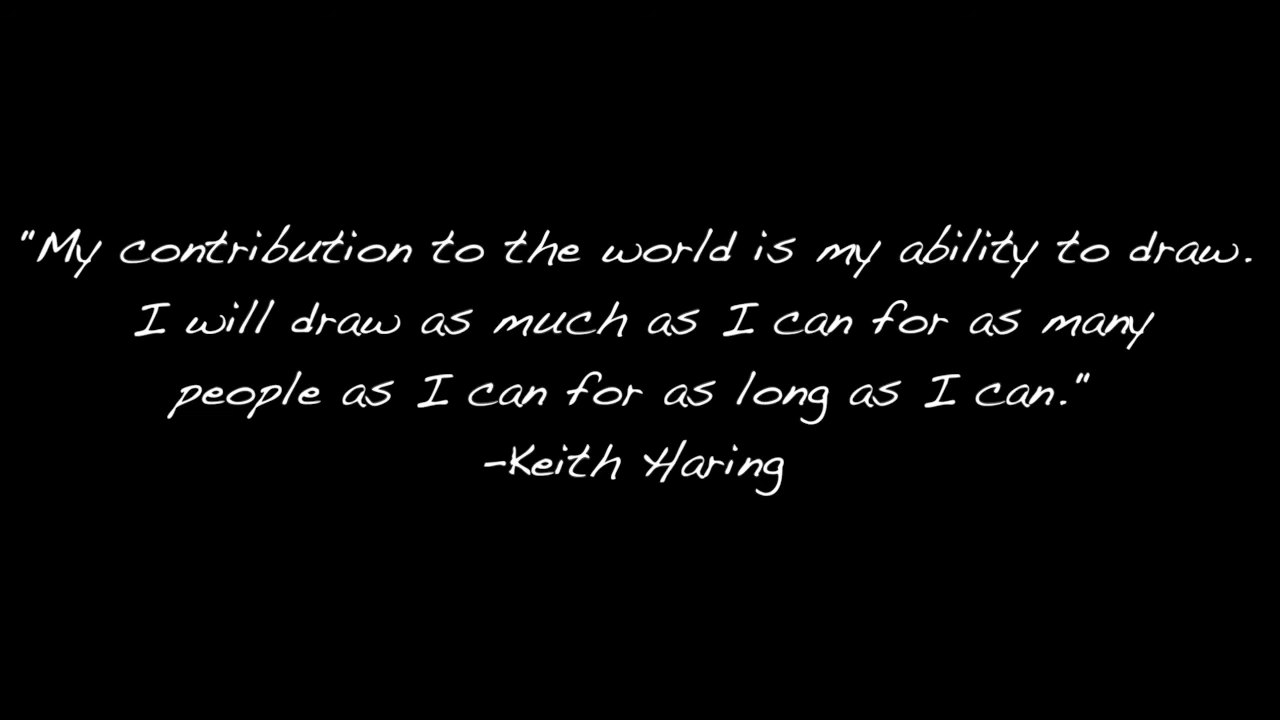 "My contribution to the world is my ability to draw.
I will draw as much as I can for as many
people as I can for as long as I can."
-Keith Haring